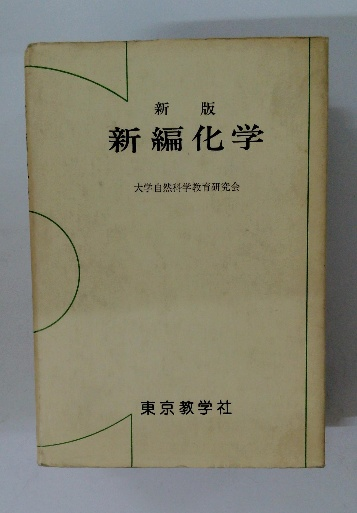 新版
新編化学
大学自然科学教育研究会
東京教学社